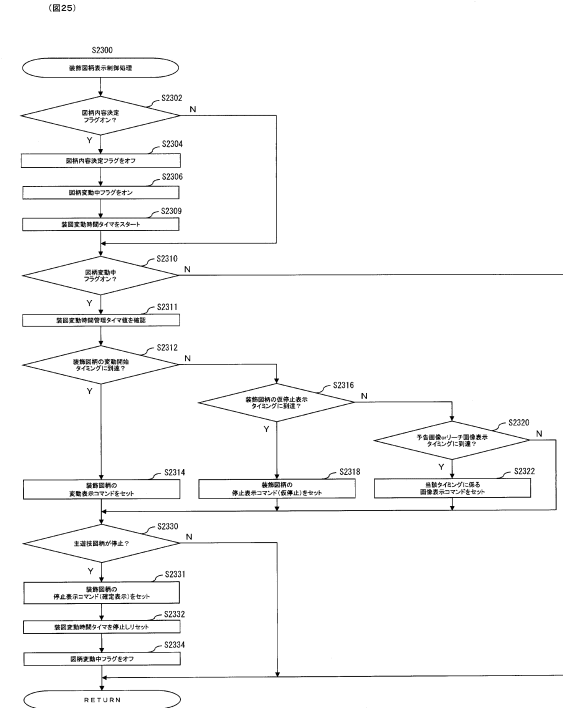 (図25)
S2300
装飾図柄表示制御処理
S2302
図柄内容決定
フラグオン？
N
Y
S2304
図柄内容決定フラグをオフ
S2306
図柄変動中フラグをオン
S2309
装図変動時間タイマをスタート
S2310
図柄変動中
フラグオン？
N
Y
S2311
装図変動時間管理タイマ値を確認
S2312
装飾図柄の変動開始
タイミングに到達？
N
Y
S2316
装飾図柄の仮停止表示
タイミングに到達？
N
Y
S2320
予告画像orリーチ画像表示
タイミングに到達？
N
Y
S2314
装飾図柄の
変動表示コマンドをセット
S2318
装飾図柄の
停止表示コマンド(仮停止)をセット
S2322
当該タイミングに係る
画像表示コマンドをセット
S2330
主遊技図柄が停止？
N
Y
S2331
装飾図柄の
停止表示コマンド(確定表示)をセット
S2332
装図変動時間タイマを停止しリセット
S2334
図柄変動中フラグをオフ
RETURN